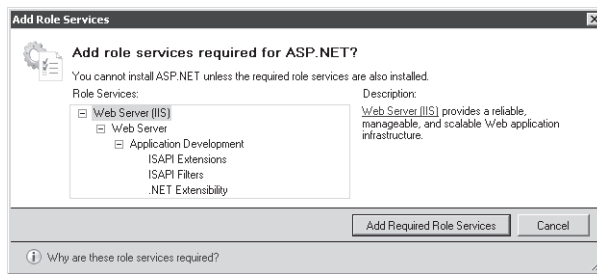 Add Role Services
Add role services required for ASP.NET?
You cannot install ASP.NET unless the required role services are also installed.
Role Services:
Web Server (IIS)
Web Server
Application Development
ISAPI Extensions
ISAPI Filters
.NET Extensibility
Description:
Web Server (IIS) provides a reliable,
manageable, and scalable Web application
infrastructure.
Add Required Role Services
Cancel
Why are these role services required?